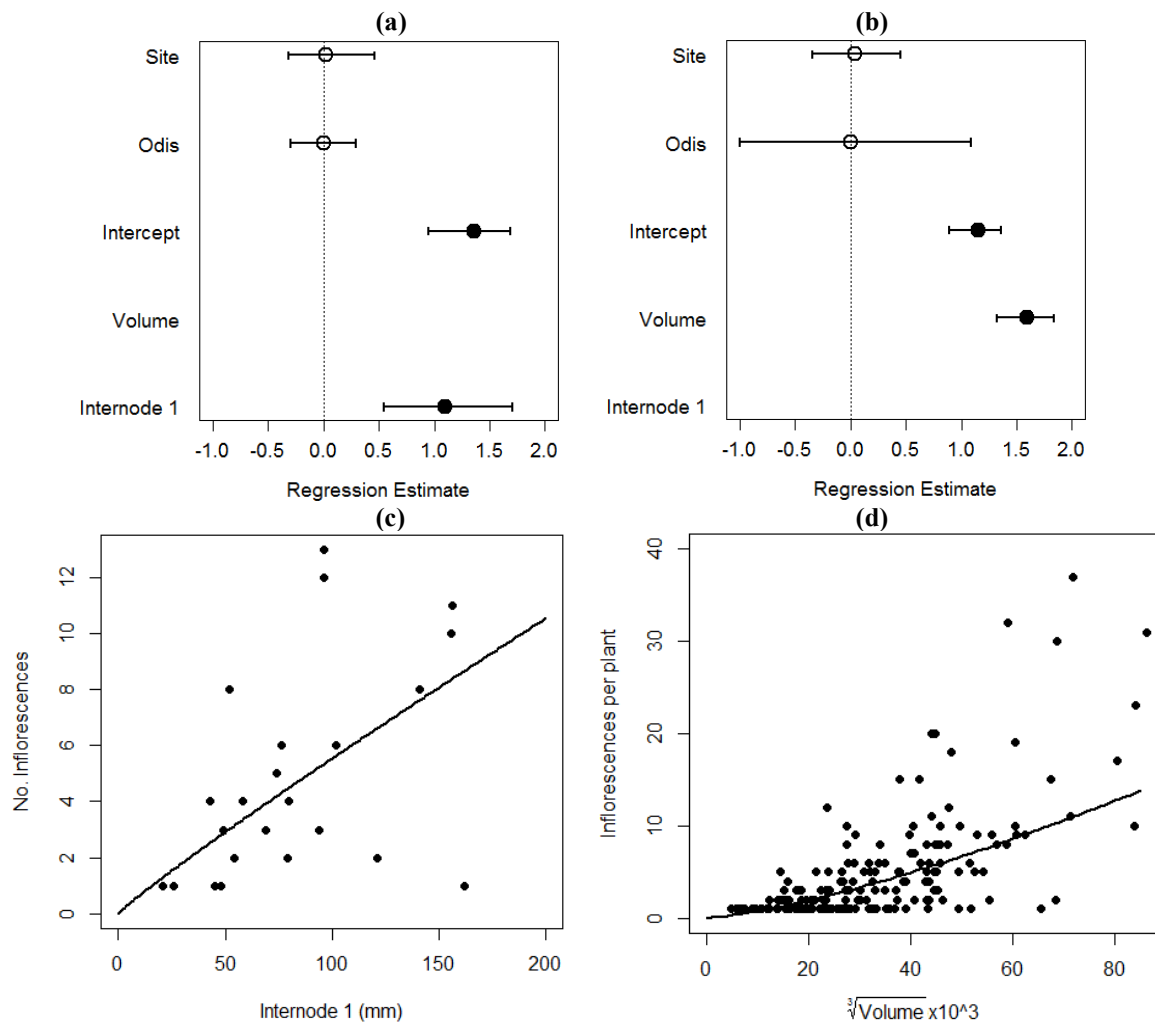 (a)
Site
Odis
Intercept
Volume
Internode 1
-1.0 -0.5 0.0 0.5 1.0 1.5 2.0
Regression Estimate
(b)
Site
Odis
Intercept
Volume
Internode 1
-1.0 -0.5 0.0 0.5 1.0 1.5 2.0
Regression Estimate
(c)
No. Inflorescences
12
10
8
6
4
2
0
0 50 100 150 200
Internode 1 (mm)
(d)
Inflorescences per plant
40
30
20
10
0
0 20 40 60 80
∛Volume x10^3